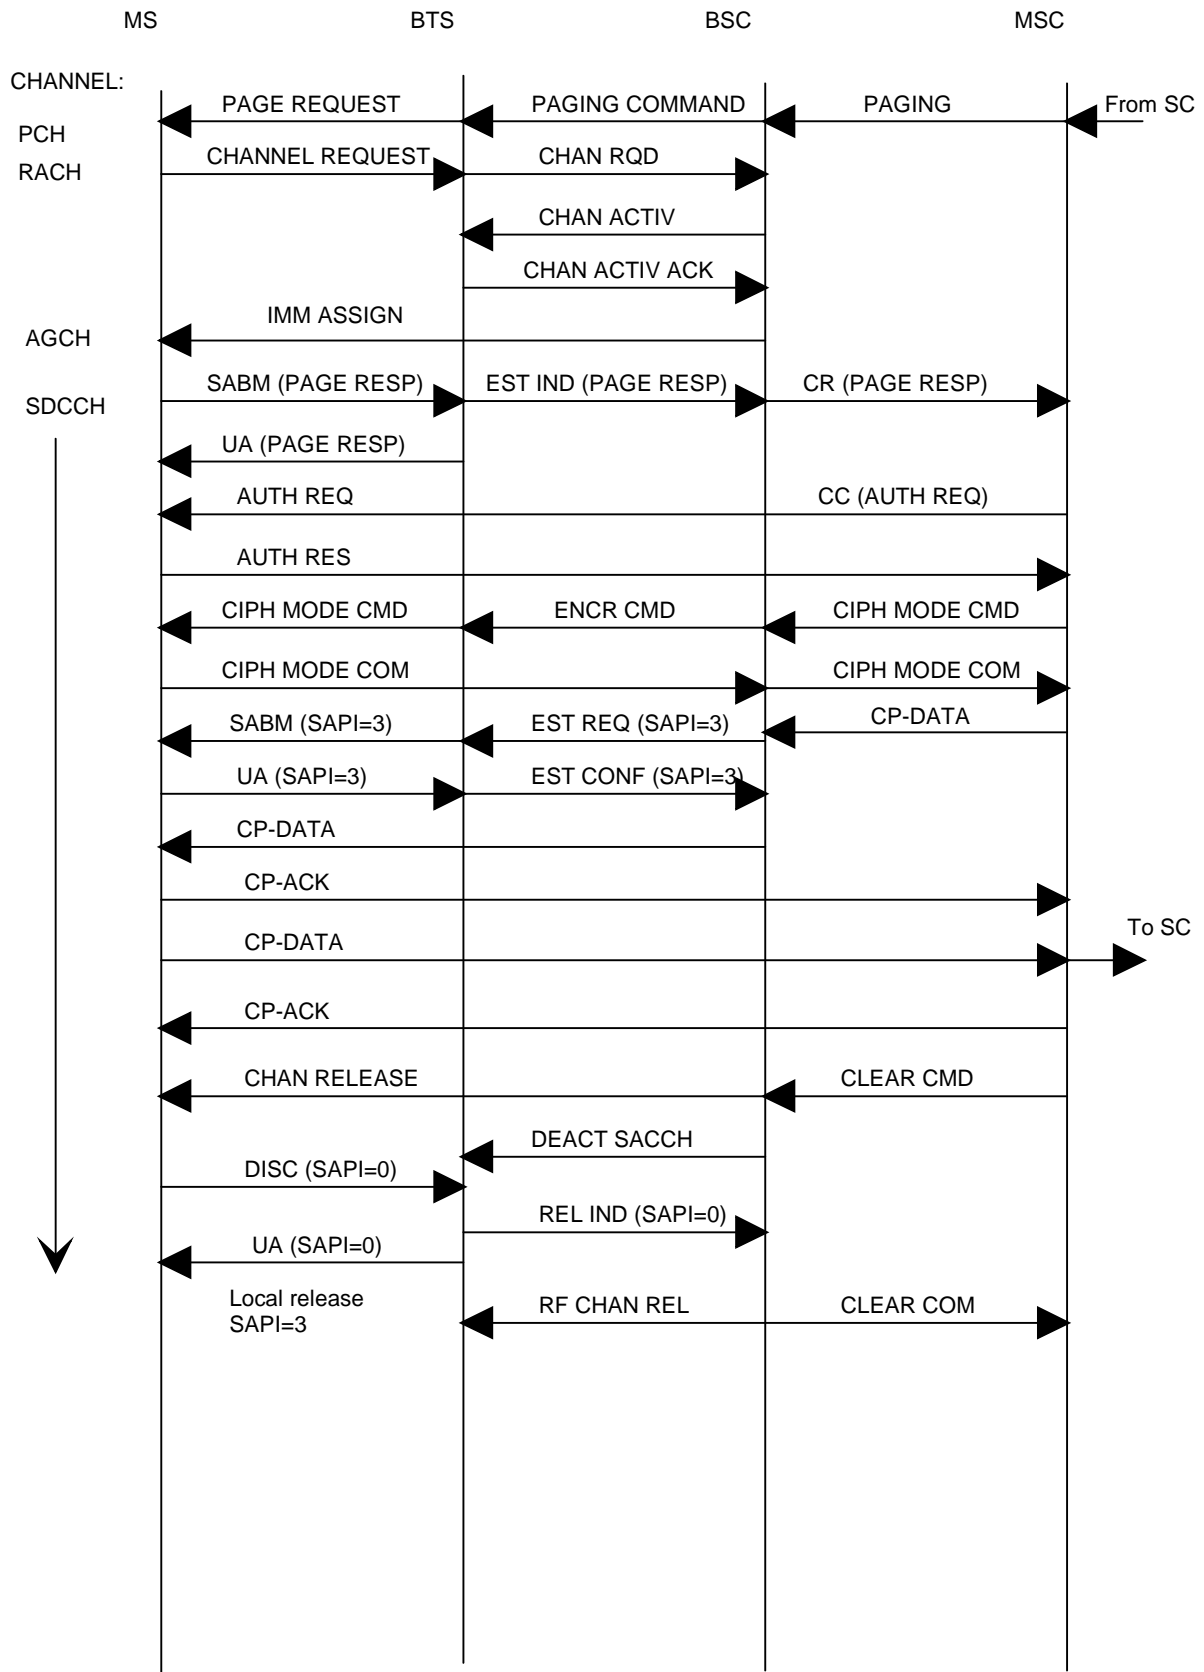 MS BTS BSC MSC
CHANNEL:
PAGE REQUEST PAGING COMMAND PAGING From SC
PCH
CHANNEL REQUEST CHAN RQD
RACH
CHAN ACTIV
CHAN ACTIV ACK
IMM ASSIGN
AGCH
SABM (PAGE RESP) EST IND (PAGE RESP) CR (PAGE RESP)
SDCCH
UA (PAGE RESP)
AUTH REQ CC (AUTH REQ)
AUTH RES
CIPH MODE CMD ENCR CMD CIPH MODE CMD
CIPH MODE COM CIPH MODE COM
SABM (SAPI=3) EST REQ (SAPI=3) CP-DATA
UA (SAPI=3) EST CONF (SAPI=3)
CP-DATA
CP-ACK
CP-DATA To SC
CP-ACK
CHAN RELEASE CLEAR CMD
DEACT SACCH
DISC (SAPI=0)
REL IND (SAPI=0)
UA (SAPI=0)
Local release RF CHAN REL CLEAR COM
SAPI=3